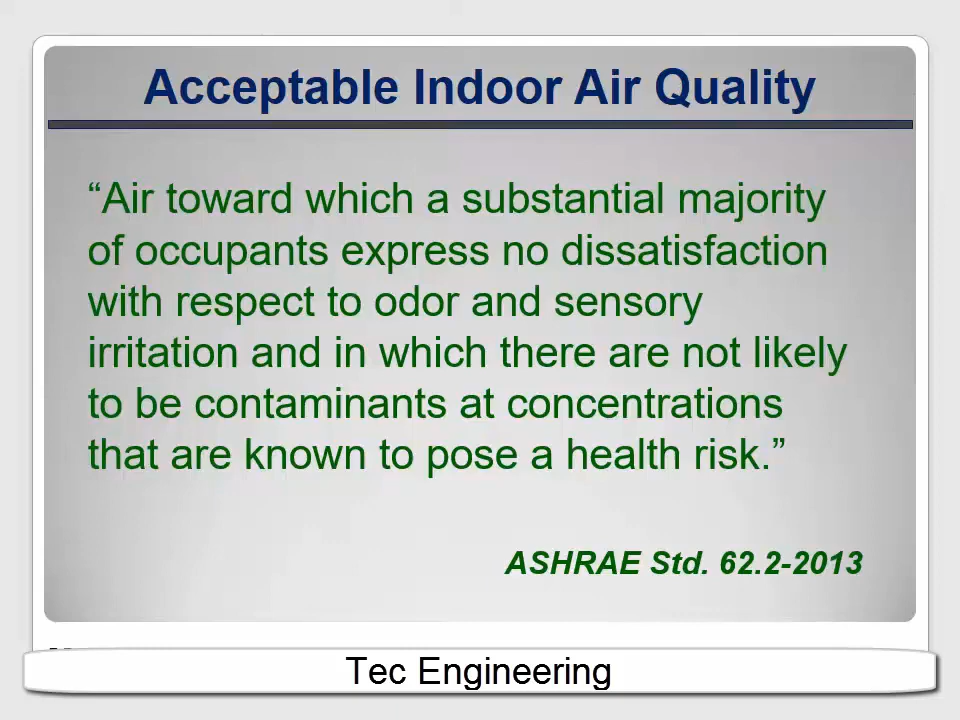 Acceptable Indoor Air Quality
“Air toward which a substantial majority
of occupants express no dissatisfaction
with respect to odor and sensory
irritation and in which there are not likely
to be contaminants at concentrations
that are known to pose a health risk.”
ASHRAE Std. 62.2-2013
Tec Engineering